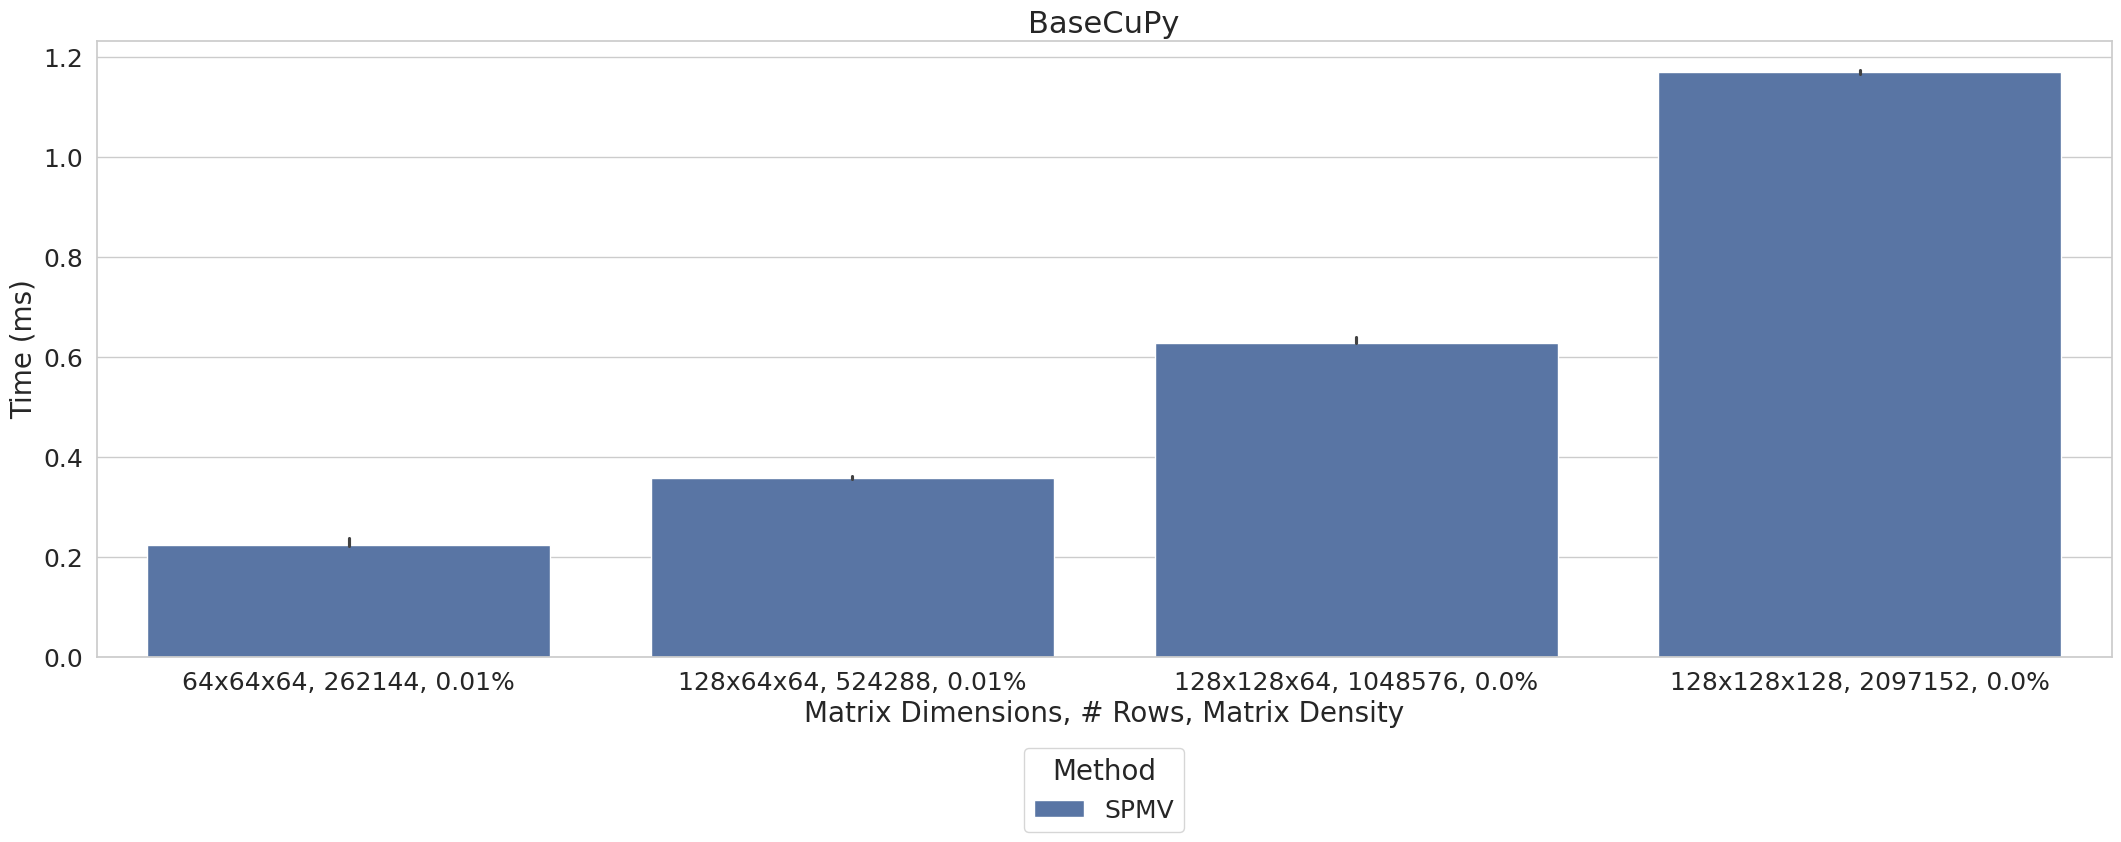 BaseCuPy
1.2
1.0
0.8
0.6
0.4
0.2
0.0
Time (ms)
64x64x64, 262144, 0.01%
128x64x64, 524288, 0.01%
128x128x64, 1048576, 0.0%
128x128x128, 2097152, 0.0%
Matrix Dimensions, # Rows, Matrix Density
Method
SPMV